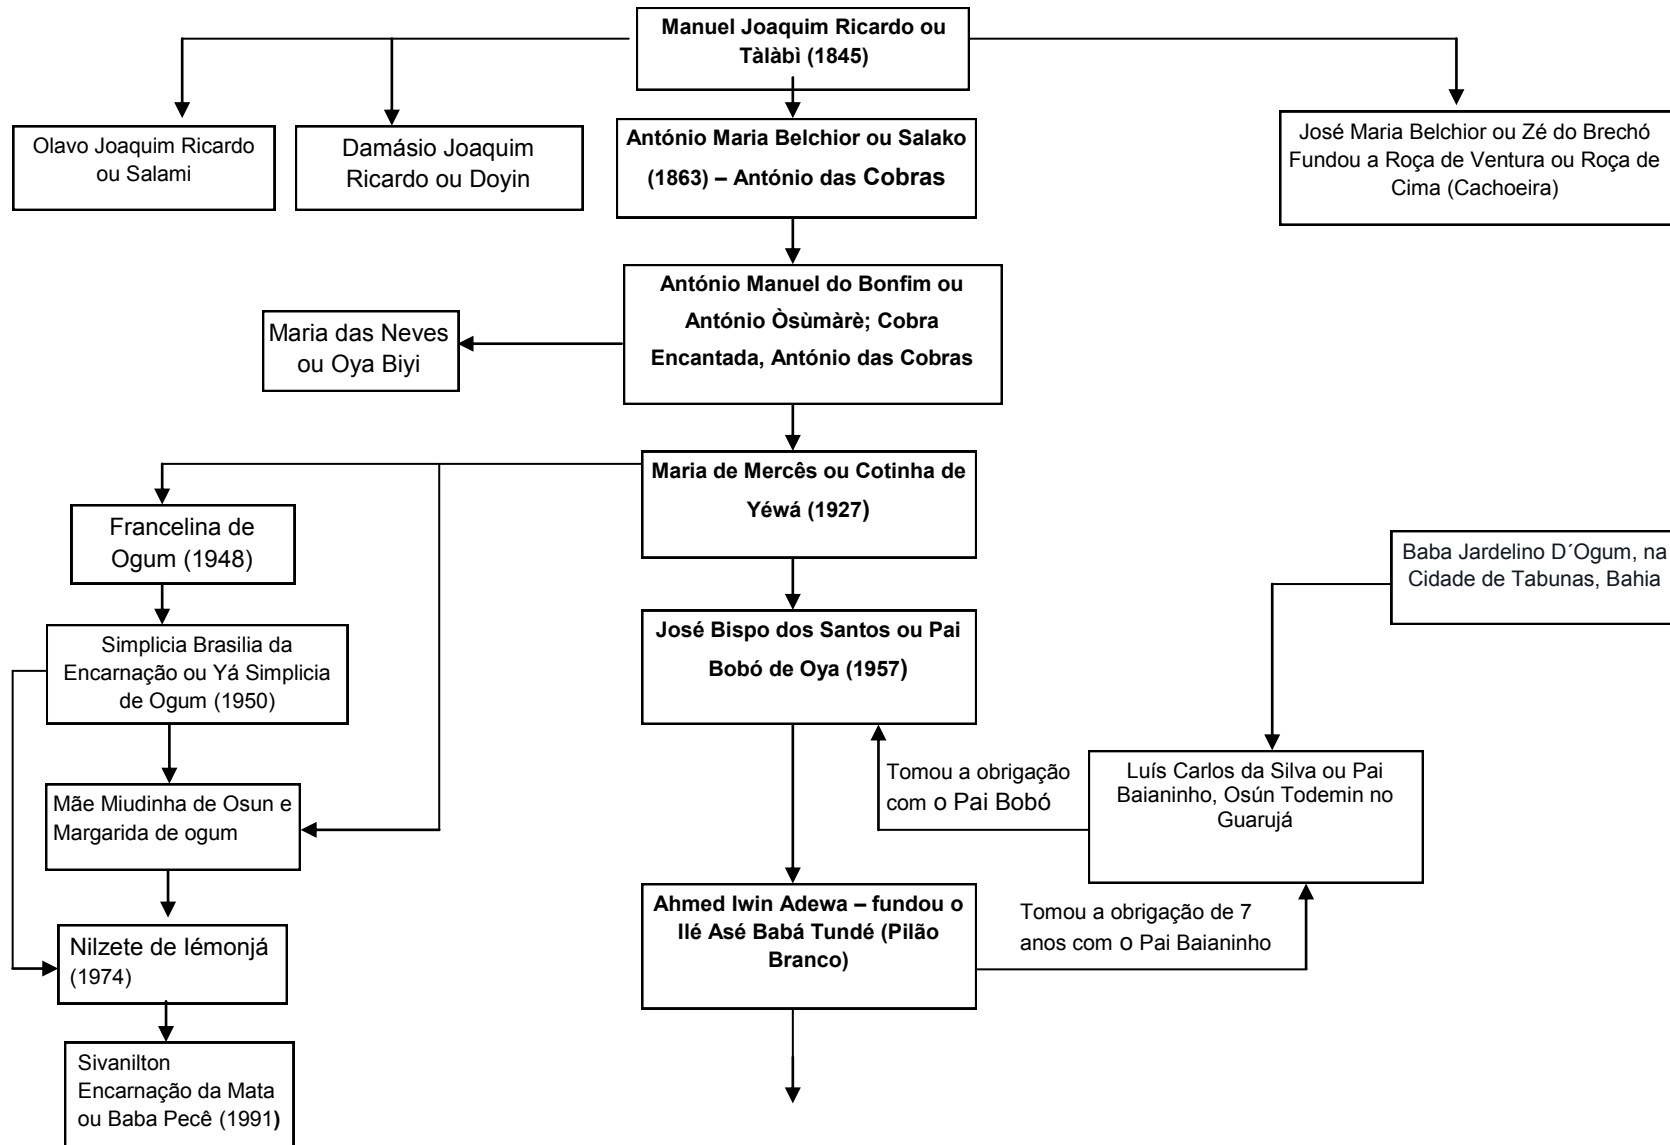 Manuel Joaquim Ricardo ou
Tàlàbì (1845)
Olavo Joaquim Ricardo
ou Salami
Damásio Joaquim
Ricardo ou Doyin
António Maria Belchior ou Salako
(1863) – António das Cobras
José Maria Belchior ou Zé do Brechó
Fundou a Roça de Ventura ou Roça de
Cima (Cachoeira)
António Manuel do Bonfim ou
António Òsùmàrè; Cobra
Encantada, António das Cobras
Maria das Neves
ou Oya Biyi
Maria de Mercês ou Cotinha de
Yéwá (1927)
Francelina de
Ogum (1948)
Baba Jardelino D´Ogum, na
Cidade de Tabunas, Bahia
Simplicia Brasilia da
Encarnação ou Yá Simplicia
de Ogum (1950)
José Bispo dos Santos ou Pai
Bobó de Oya (1957)
Tomou a obrigação
com o Pai Bobó
Luís Carlos da Silva ou Pai
Baianinho, Osún Todemin no
Guarujá
Mãe Miudinha de Osun e
Margarida de ogum
Ahmed Iwin Adewa – fundou o
Ilé Asé Babá Tundé (Pilão
Branco)
Tomou a obrigação de 7
anos com o Pai Baianinho
Nilzete de Iémonjá
(1974)
Sivanilton
Encarnação da Mata
ou Baba Pecê (1991)